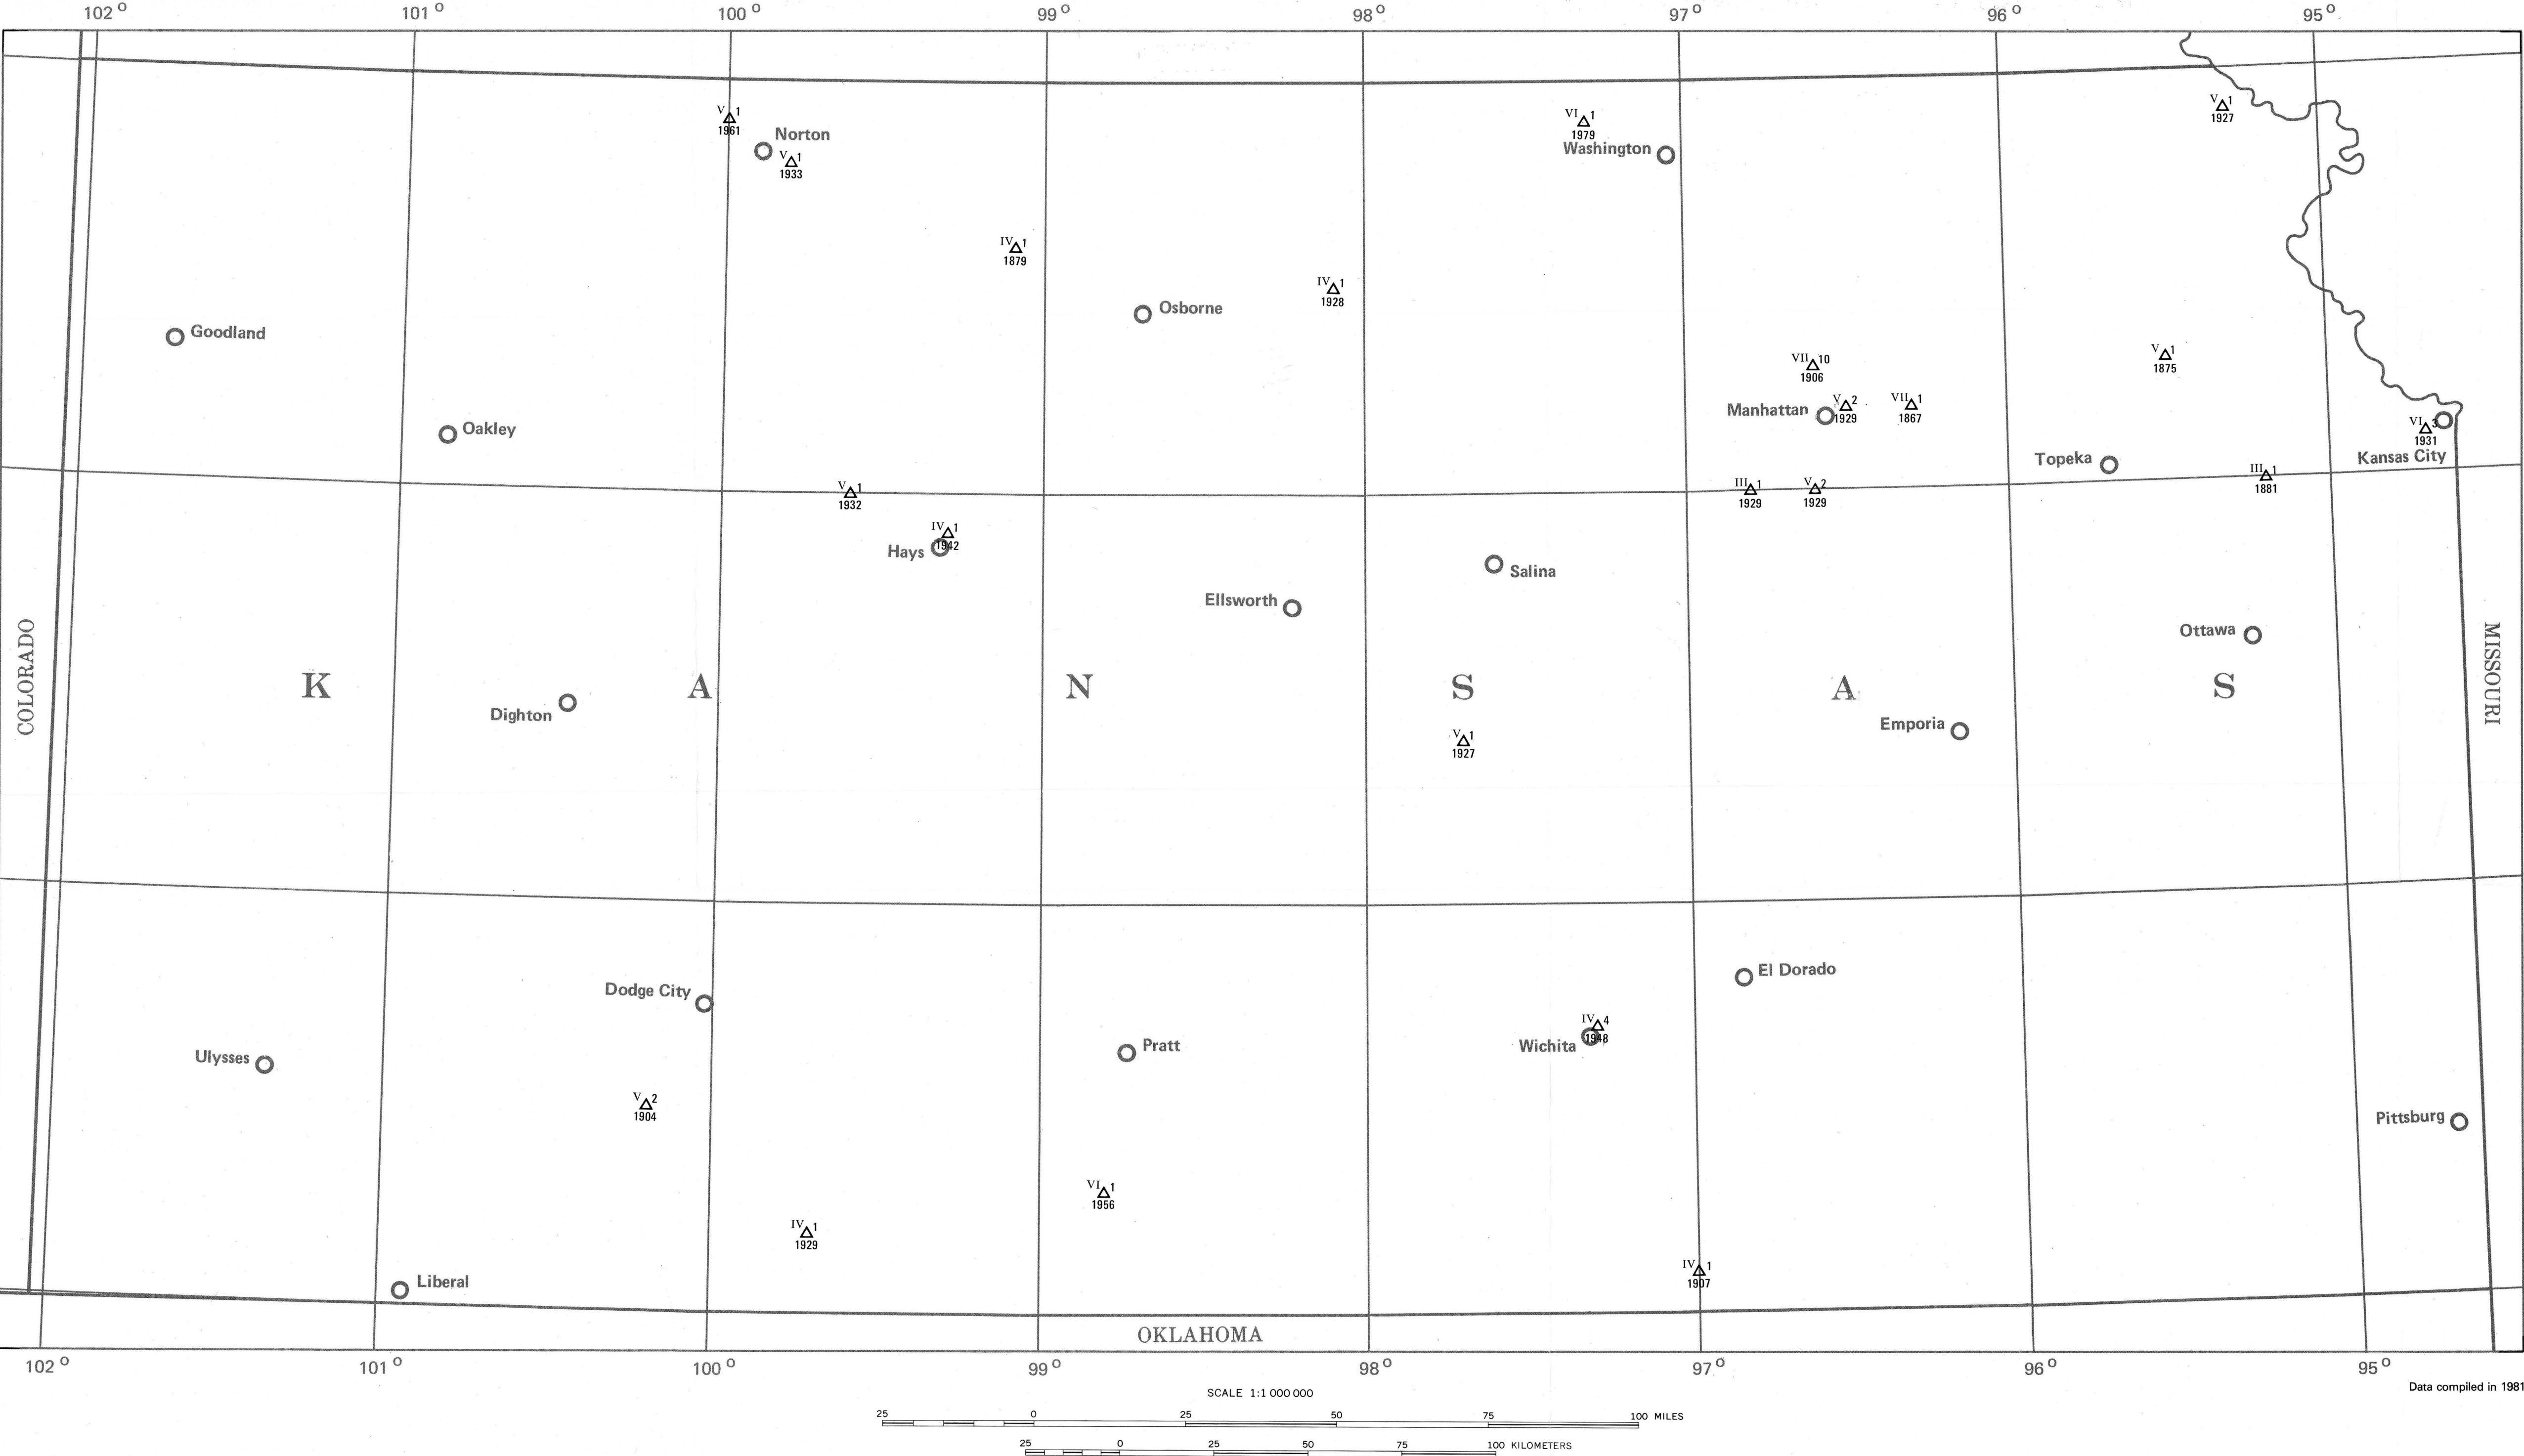 102° 101° 100° 99° 98° 97° 96° 95°
V 1
1961
Norton
V 1
1933
VI 1
1979
Washington
V 1
1927
IV 1
1879
IV 1
1928
Osborne
Goodland
Oakley
VII 10
1906
Manhattan
V 2
1929
VII 1
1867
V 1
1875
VI 3
1931
Kansas City
Topeka
III 1
1881
V 1
1932
III 1
1929
V 2
1929
IV 1
1942
Hays
Salina
Ellsworth
Ottawa
COLORADO
K A N S A S
MISSOURI
Dighton
Emporia
V 1
1927
El Dorado
Dodge City
IV 4
1948
Wichita
Pratt
Ulysses
V 2
1904
Pittsburg
VI 1
1956
IV 1
1929
IV 1
1907
Liberal
OKLAHOMA
102° 101° 100° 99° 98° 97° 96° 95°
SCALE 1:1 000 000
Data compiled in 1981
25 0 25 50 75 100 MILES
25 0 25 50 75 100 KILOMETERS